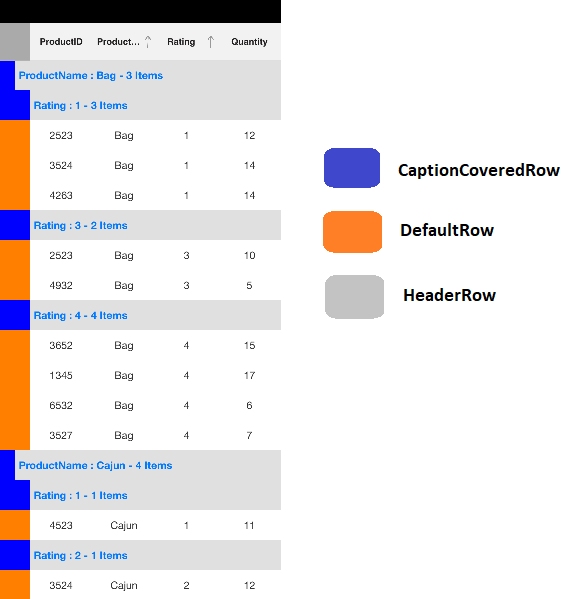 ProductID Product... Rating Quantity
ProductName : Bag - 3 Items
Rating : 1 - 3 Items
2523 Bag 1 12
3524 Bag 1 14
4263 Bag 1 14
Rating : 3 - 2 Items
2523 Bag 3 10
4932 Bag 3 5
Rating : 4 - 4 Items
3652 Bag 4 15
1345 Bag 4 17
6532 Bag 4 6
3527 Bag 4 7
ProductName : Cajun - 4 Items
Rating : 1 - 1 Items
4523 Cajun 1 11
Rating : 2 - 1 Items
3524 Cajun 2 12
CaptionCoveredRow
DefaultRow
HeaderRow